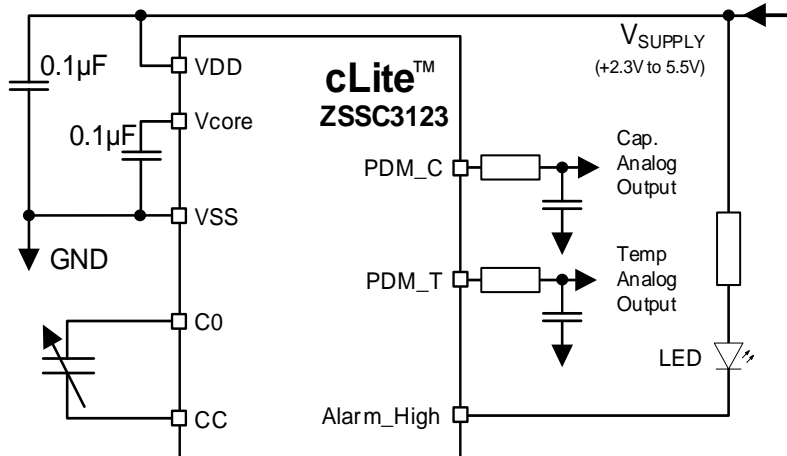 0.1µF
VDD
cLite™
ZSSC3123
VSUPPLY
(+2.3V to 5.5V)
Vcore
0.1µF
PDM_C
Cap.
Analog
Output
VSS
GND
PDM_T
Temp
Analog
Output
C0
LED
CC
Alarm_High